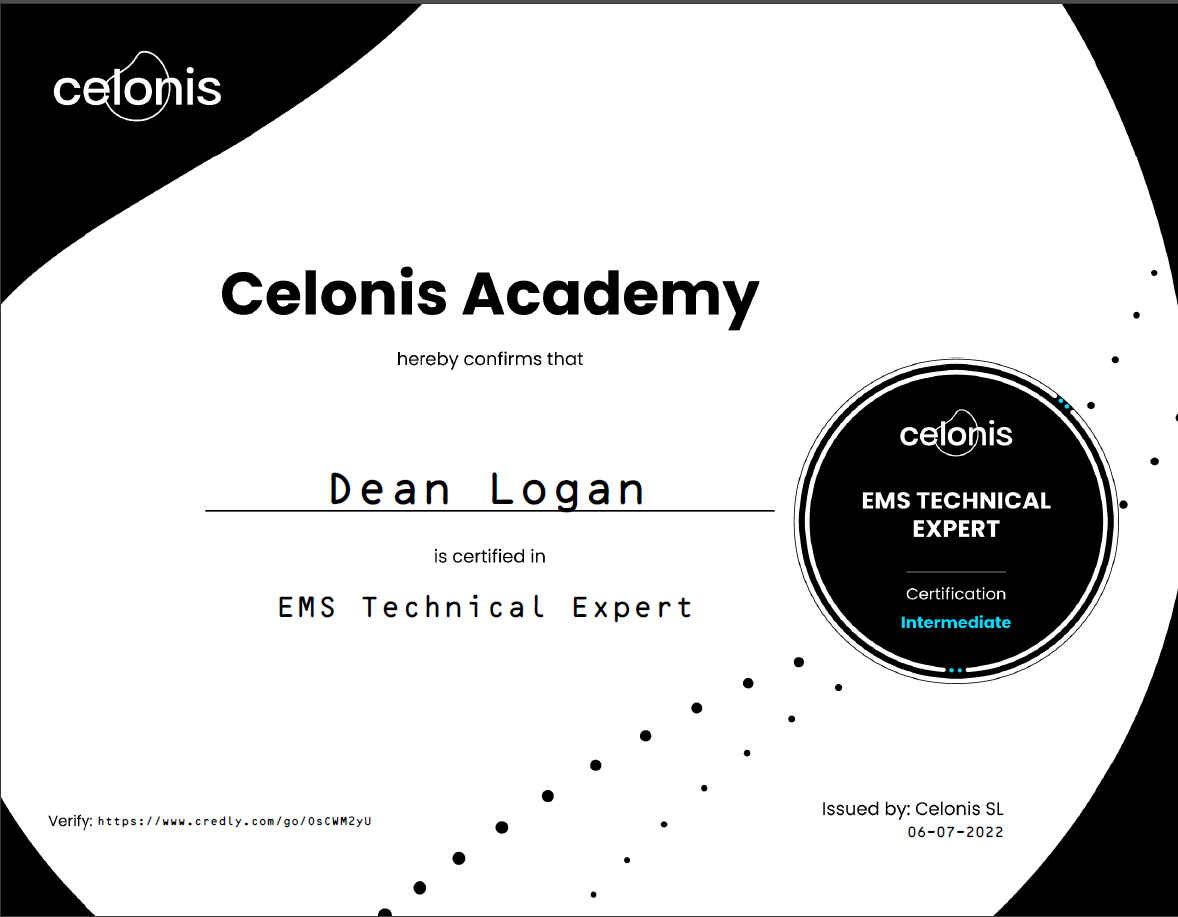 celonis
Celonis Academy
hereby confirms that
Dean Logan
is certified in
EMS Technical Expert
celonis
EMS TECHNICAL
EXPERT
Certification
Intermediate
Verify: https://www.credly.com/go/0sCWM2yU
Issued by: Celonis SL
06-07-2022